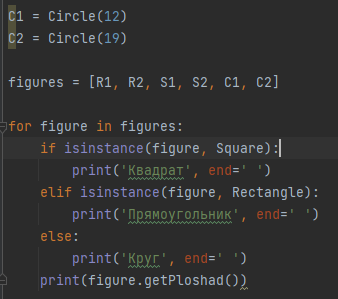 C1 = Circle(12)
C2 = Circle(19)
figures = [R1, R2, S1, S2, C1, C2]
for figure in figures:
    if isinstance(figure, Square):
        print('Квадрат', end=' ')
    elif isinstance(figure, Rectangle):
        print('Прямоугольник', end=' ')
    else:
        print('Круг', end=' ')
    print(figure.getPloshad())